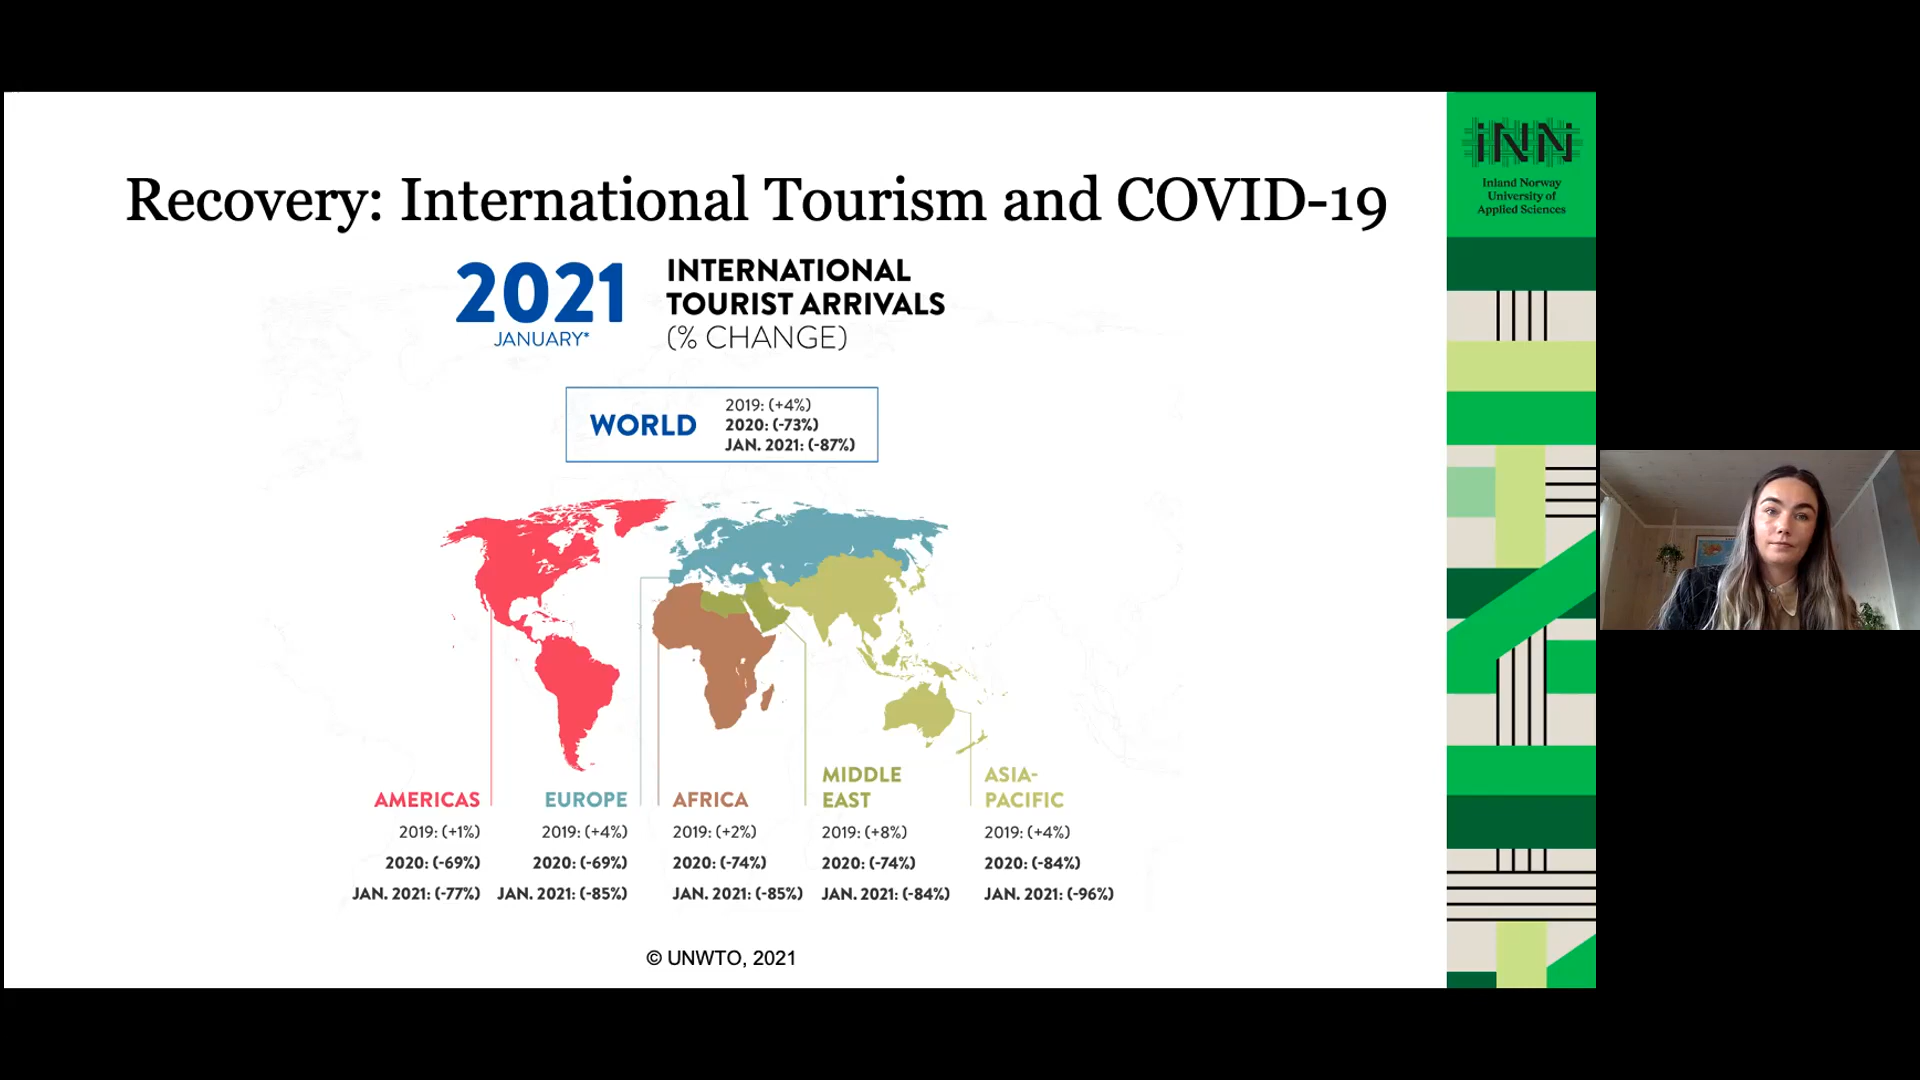 Recovery: International Tourism and COVID-19
2021
JANUARY*
INTERNATIONAL
TOURIST ARRIVALS
(% CHANGE)
WORLD
2019: (+4%)
2020: (-73%)
JAN. 2021: (-87%)
AMERICAS
2019: (+1%)
2020: (-69%)
JAN. 2021: (-77%)
EUROPE
2019: (+4%)
2020: (-69%)
JAN. 2021: (-85%)
AFRICA
2019: (+2%)
2020: (-74%)
JAN. 2021: (-85%)
MIDDLE
EAST
2019: (+8%)
2020: (-74%)
JAN. 2021: (-84%)
ASIA-
PACIFIC
2019: (+4%)
2020: (-84%)
JAN. 2021: (-96%)
© UNWTO, 2021
iNN
Inland Norway
University of
Applied Sciences